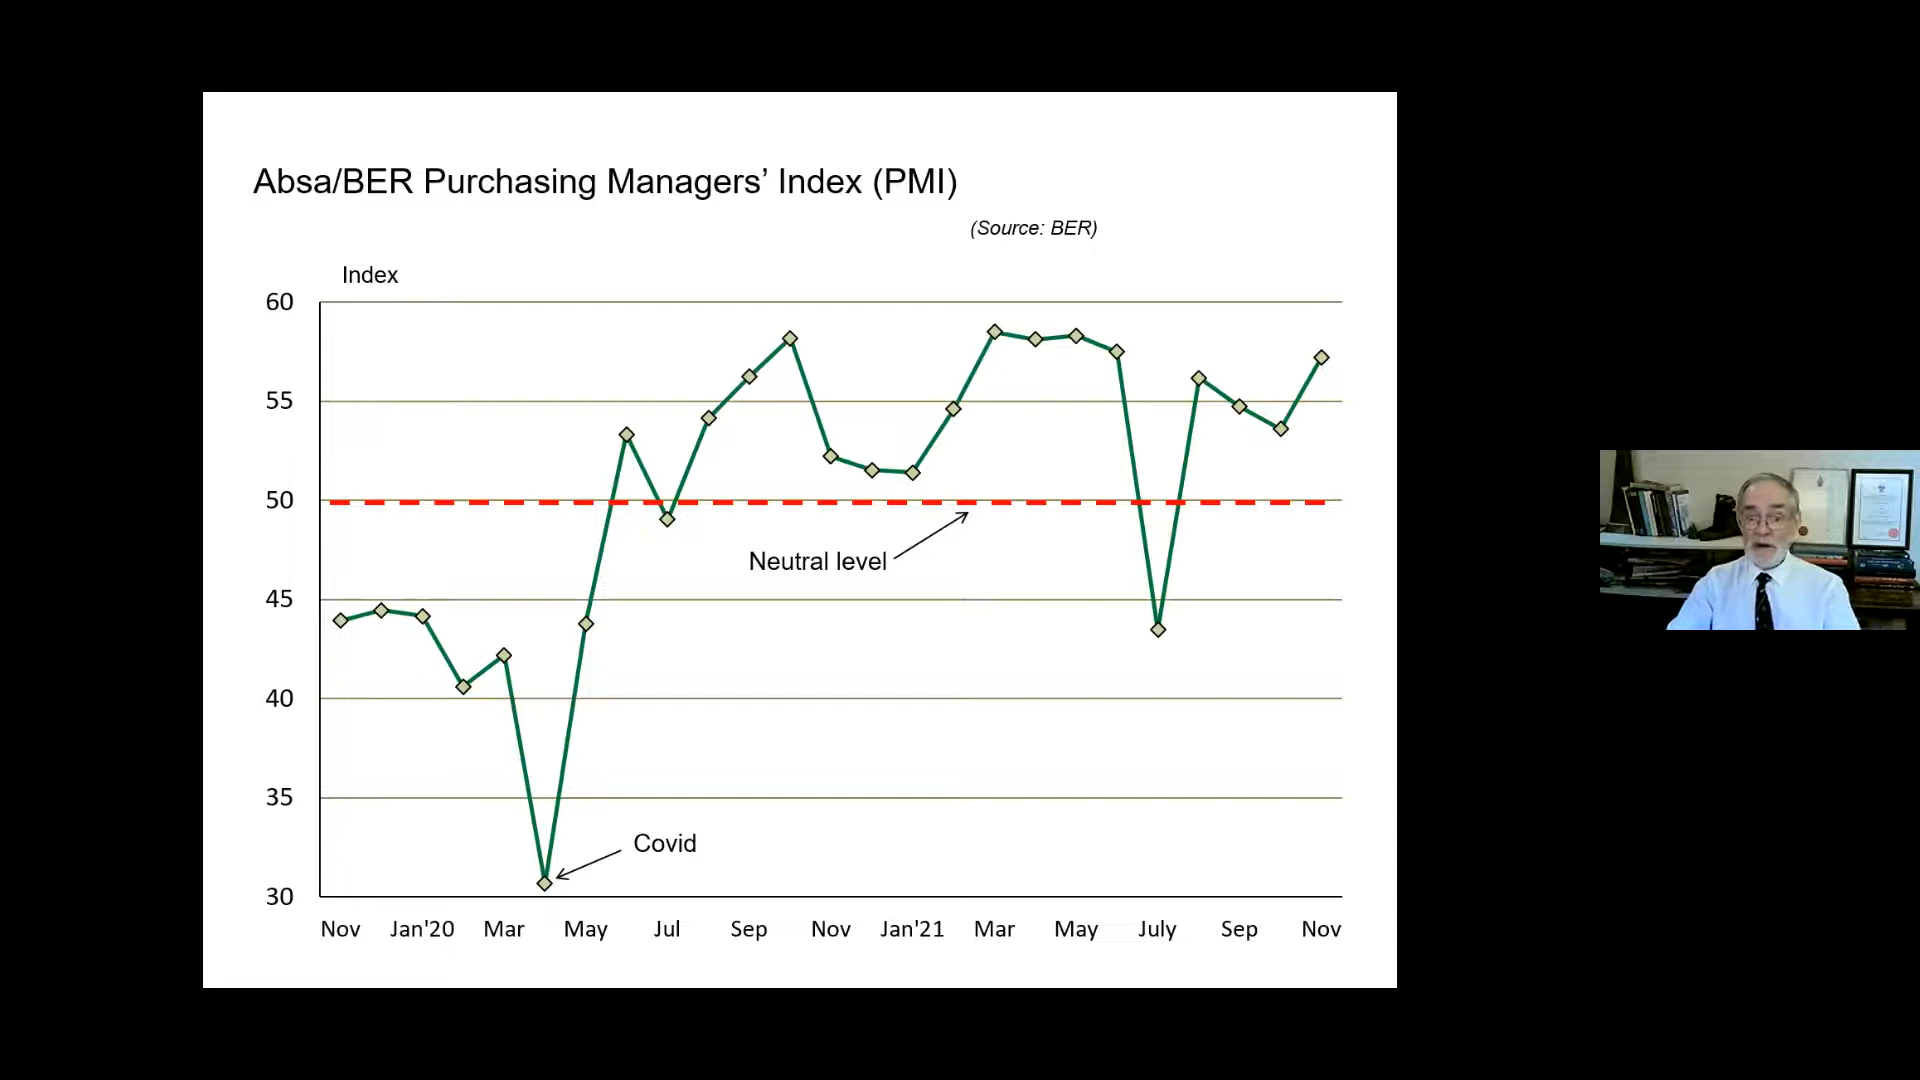 Absa/BER Purchasing Managers’ Index (PMI)
(Source: BER)
Index
60
55
50
45
40
35
30
Neutral level
Covid
Nov Jan'20 Mar May Jul Sep Nov Jan'21 Mar May July Sep Nov